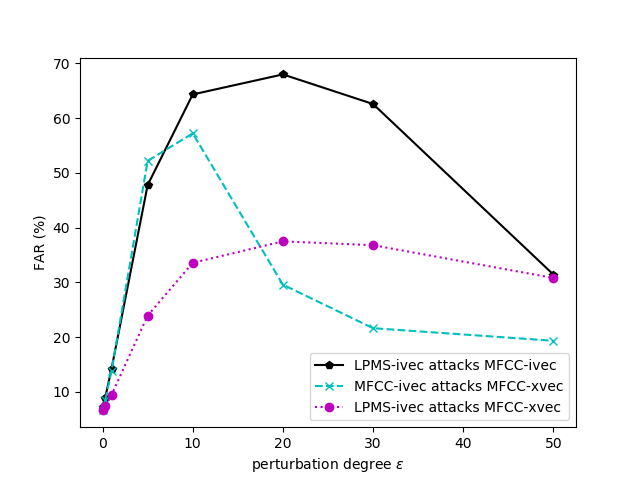 70
60
50
40
30
20
10
FAR (%)
LPMS-ivec attacks MFCC-ivec
MFCC-ivec attacks MFCC-xvec
LPMS-ivec attacks MFCC-xvec
0 10 20 30 40 50
perturbation degree ε